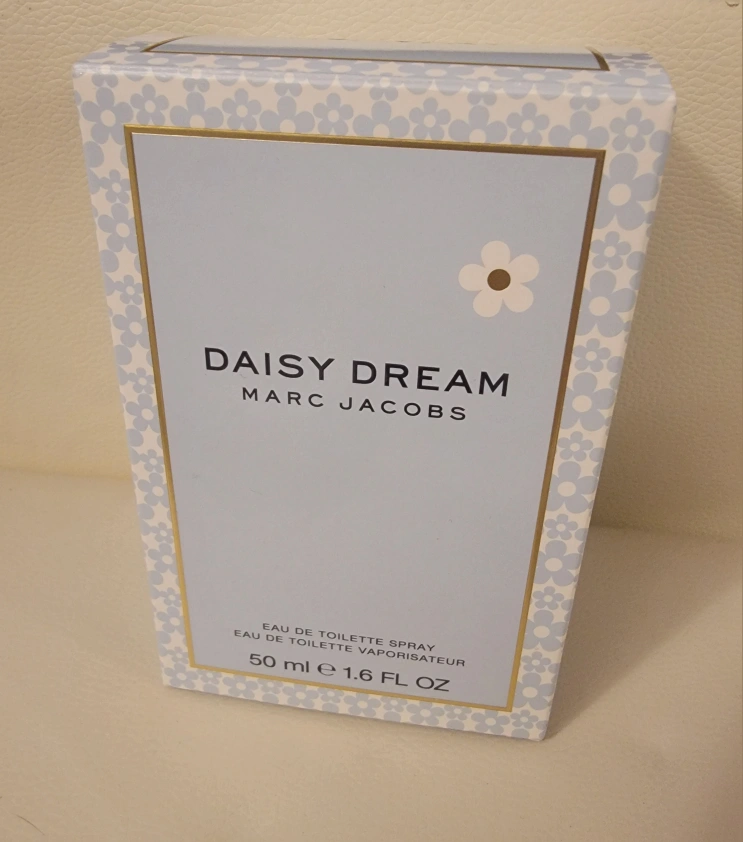 DAISY DREAM
MARC JACOBS
EAU DE TOILETTE SPRAY
EAU DE TOILETTE VAPORISATEUR
50 ml ℮ 1.6 FL OZ